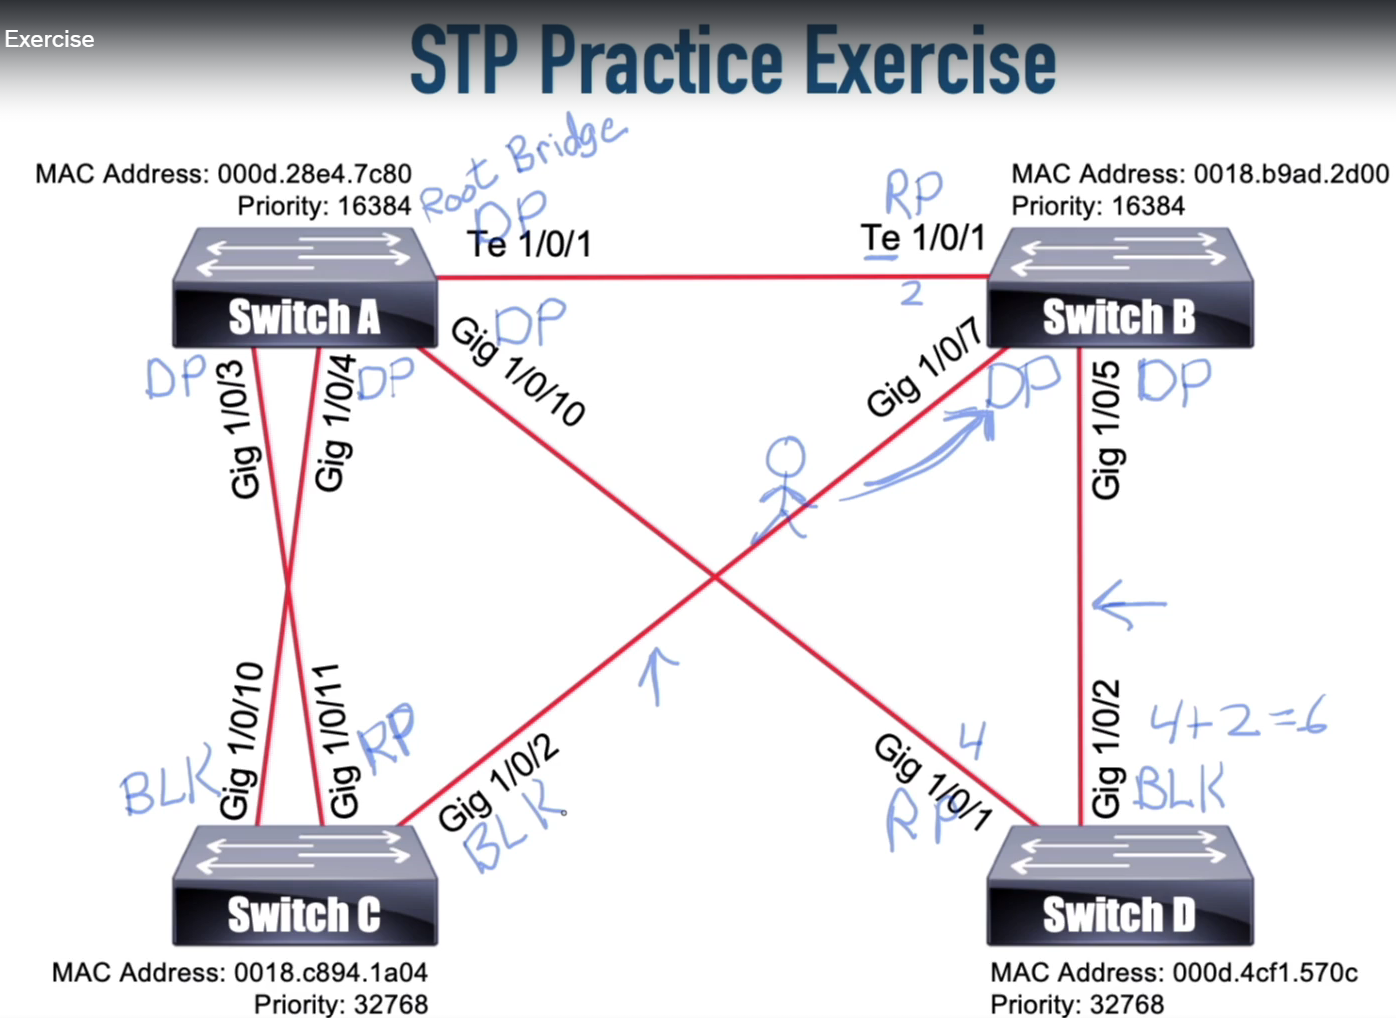 Exercise
STP Practice Exercise
MAC Address: 000d.28e4.7c80
Priority: 16384
Root Bridge
DP
Te 1/0/1
RP
Te 1/0/1
2
MAC Address: 0018.b9ad.2d00
Priority: 16384
Switch A
Switch B
DP
Gig 1/0/3
Gig 1/0/4
DP
Gig 1/0/10
DP
Gig 1/0/7
DP
Gig 1/0/5
DP
BLK
Gig 1/0/10
Gig 1/0/11
RP
Gig 1/0/2
BLK
4
Gig 1/0/1
RP
Gig 1/0/2
4+2=6
BLK
Switch C
Switch D
MAC Address: 0018.c894.1a04
Priority: 32768
MAC Address: 000d.4cf1.570c
Priority: 32768